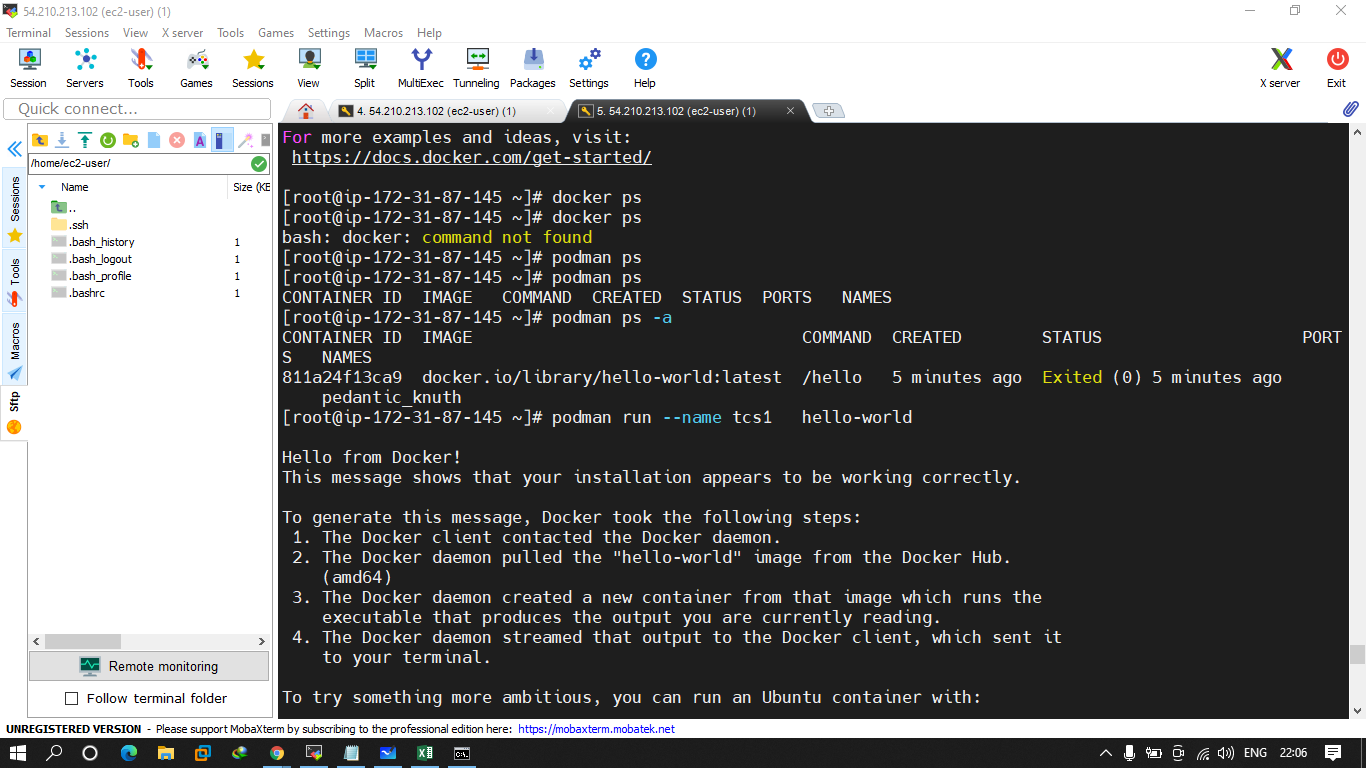 54.210.213.102 (ec2-user) (1)
Terminal Sessions View X server Tools Games Settings Macros Help
Session Servers Tools Games Sessions View Split MultiExec Tunneling Packages Settings Help X server Exit
Quick connect...
4. 54.210.213.102 (ec2-user) (1)
5. 54.210.213.102 (ec2-user) (1)
/home/ec2-user/
Name Size (KB
..
.ssh
.bash_history 1
.bash_logout 1
.bash_profile 1
.bashrc 1
Sessions
Tools
Macros
Sftp
Remote monitoring
Follow terminal folder
For more examples and ideas, visit:
https://docs.docker.com/get-started/
[root@ip-172-31-87-145 ~]# docker ps
[root@ip-172-31-87-145 ~]# docker ps
bash: docker: command not found
[root@ip-172-31-87-145 ~]# podman ps
[root@ip-172-31-87-145 ~]# podman ps
CONTAINER ID  IMAGE   COMMAND  CREATED  STATUS  PORTS   NAMES
[root@ip-172-31-87-145 ~]# podman ps -a
CONTAINER ID  IMAGE                                 COMMAND  CREATED        STATUS                    PORT
S   NAMES
811a24f13ca9  docker.io/library/hello-world:latest  /hello   5 minutes ago  Exited (0) 5 minutes ago
    pedantic_knuth
[root@ip-172-31-87-145 ~]# podman run --name tcs1   hello-world
Hello from Docker!
This message shows that your installation appears to be working correctly.
To generate this message, Docker took the following steps:
1. The Docker client contacted the Docker daemon.
2. The Docker daemon pulled the "hello-world" image from the Docker Hub.
(amd64)
3. The Docker daemon created a new container from that image which runs the
executable that produces the output you are currently reading.
4. The Docker daemon streamed that output to the Docker client, which sent it
to your terminal.
To try something more ambitious, you can run an Ubuntu container with:
UNREGISTERED VERSION - Please support MobaXterm by subscribing to the professional edition here: https://mobaxterm.mobatek.net
ENG 22:06